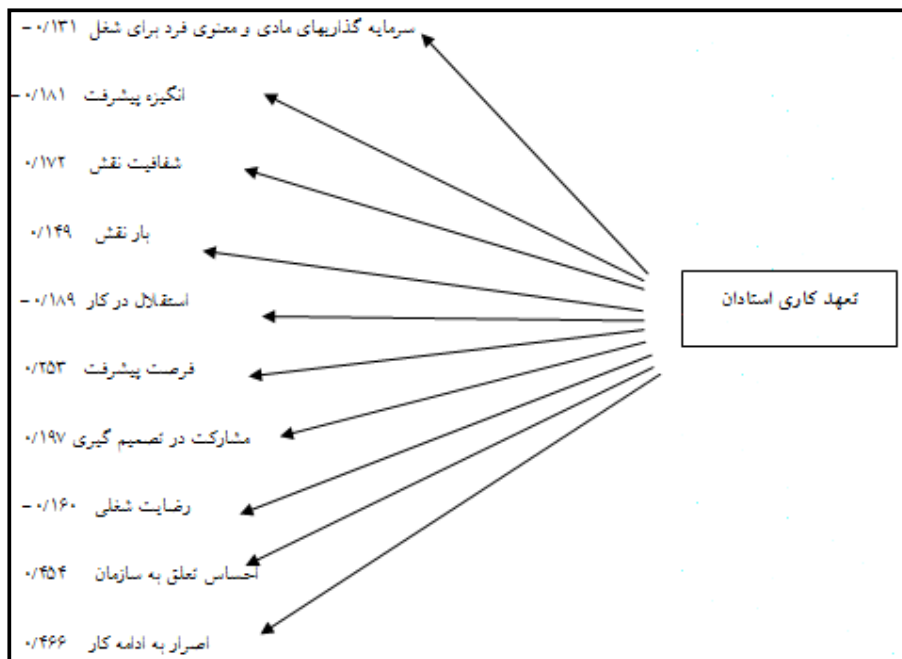 سرمایه گذاریهای مادی و معنوی فرد برای شغل -۰/۱۳۱
انگیزه پیشرفت -۰/۱۸۱
شفافیت نقش ۰/۱۷۲
بار نقش ۰/۱۴۹
استقلال در کار -۰/۱۸۹
تعهد کاری استادان
فرصت پیشرفت ۰/۲۵۳
مشارکت در تصمیم گیری ۰/۱۹۷
رضایت شغلی -۰/۱۶۰
احساس تعلق به سازمان ۰/۴۵۴
اصرار به ادامه کار ۰/۴۶۶